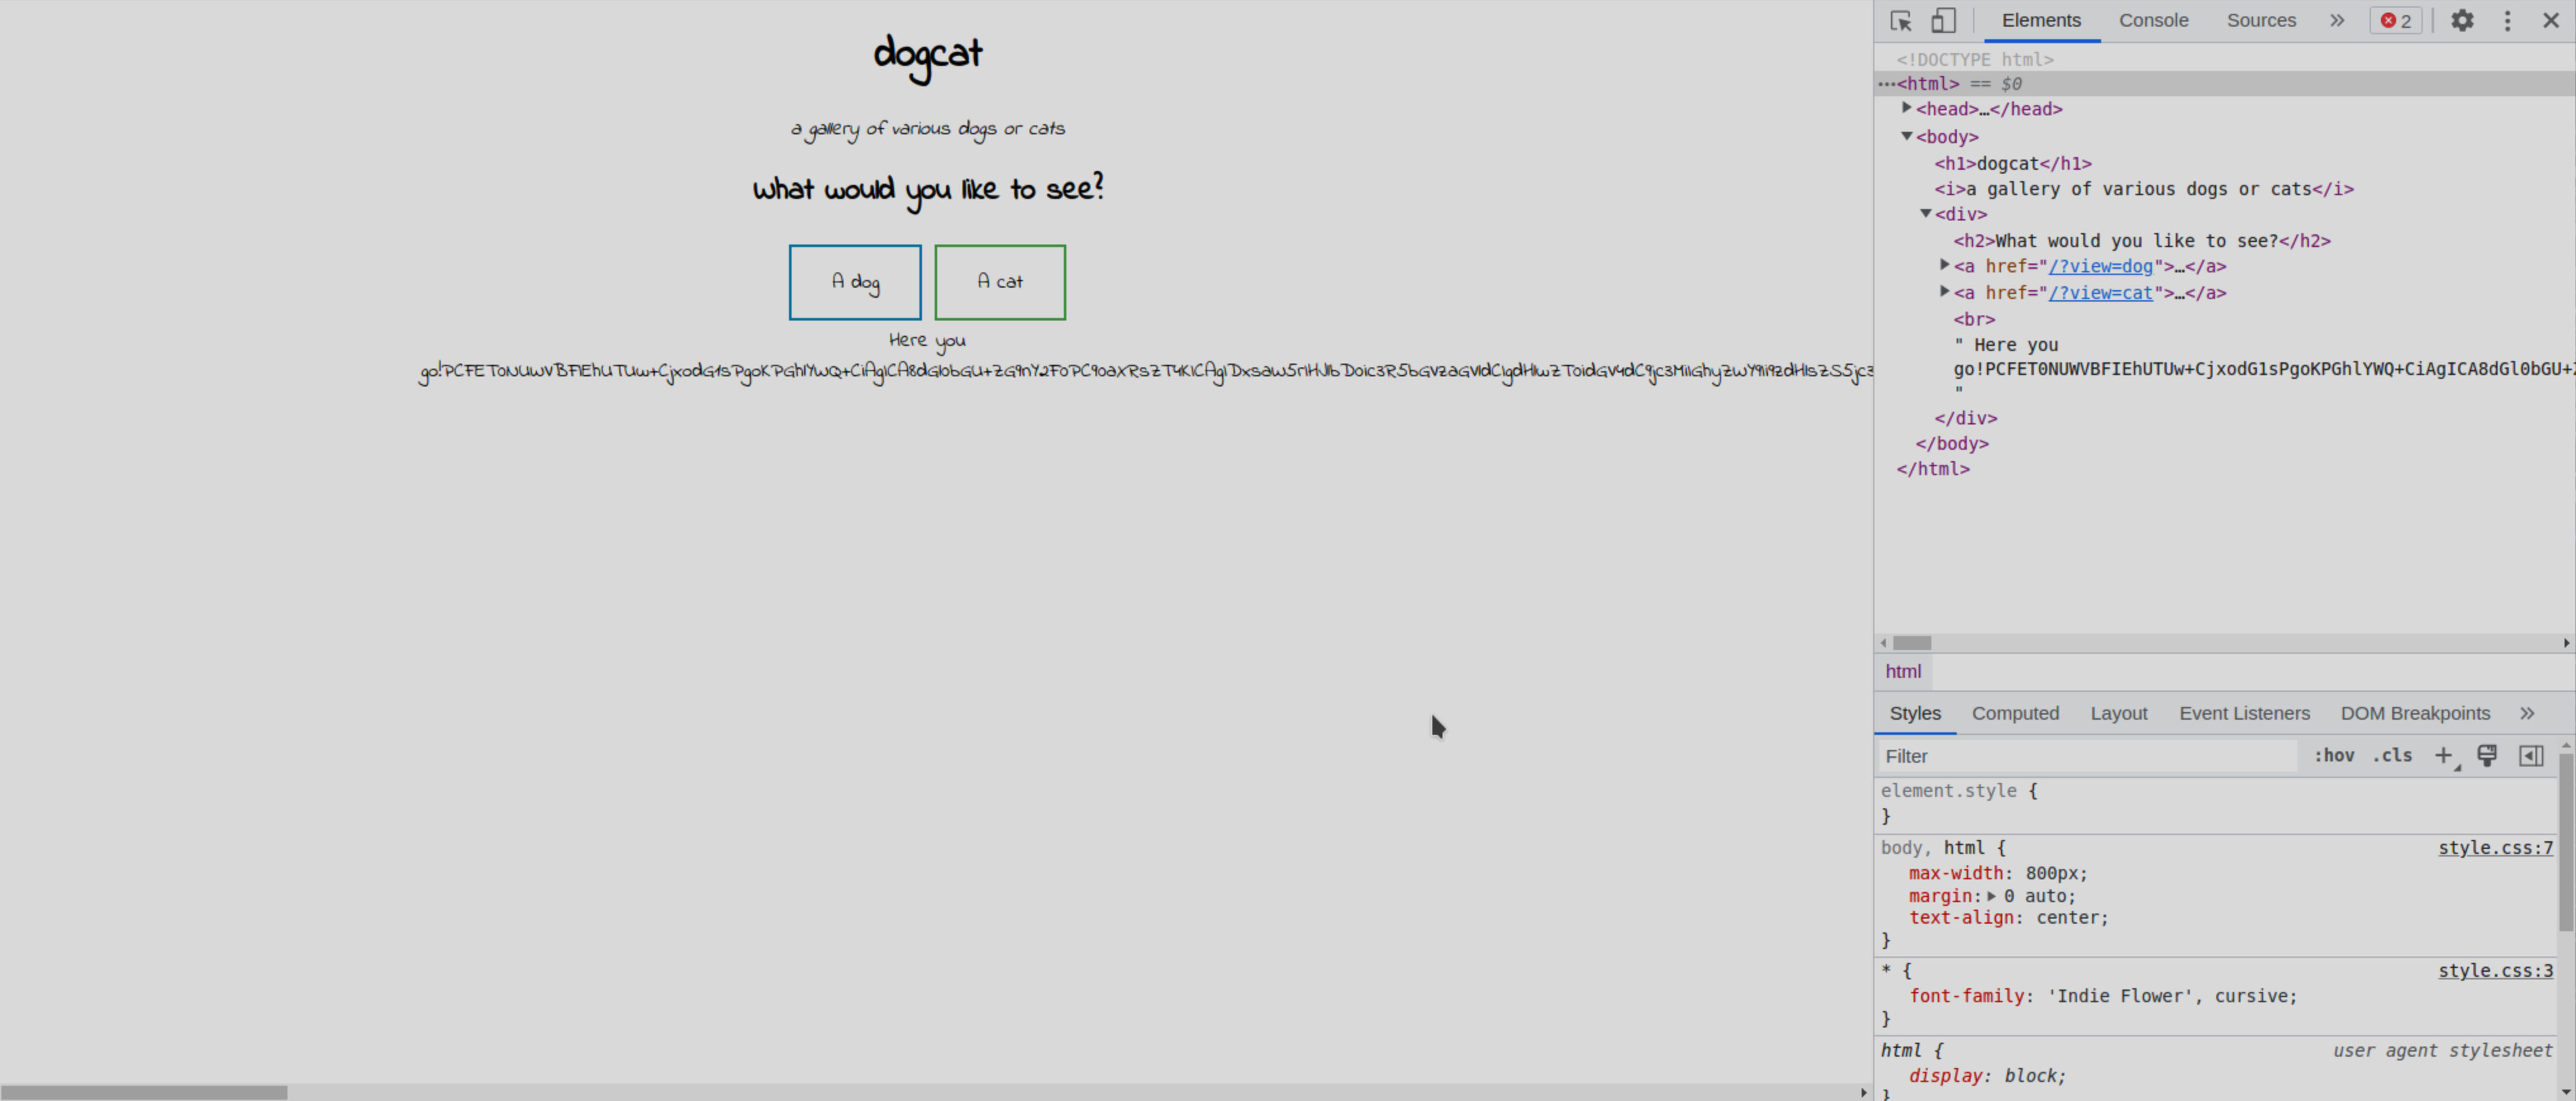 dogcat
a gallery of various dogs or cats
What would you like to see?
A dog
A cat
Here you
go!PCFET0NUWVBFIEhUTUw+CjxodG1sPgoKPGhlYWQ+CiAgICA8dGl0bGU+ZG9nY2F0PC90aXRsZT4KICAgIDxsaW5rIHJlbD0ic3R5bGVzaGVldCIgdHlwZT0idGV4dC9jc3MiIGhyZWY9Ii9zdHlsZS5jc3
Elements Console Sources 2
<!DOCTYPE html>
<html> == $0
<head>…</head>
<body>
<h1>dogcat</h1>
<i>a gallery of various dogs or cats</i>
<div>
<h2>What would you like to see?</h2>
<a href="/?view=dog">…</a>
<a href="/?view=cat">…</a>
<br>
" Here you
go!PCFET0NUWVBFIEhUTUw+CjxodG1sPgoKPGhlYWQ+CiAgICA8dGl0bGU+
"
</div>
</body>
</html>
html
Styles Computed Layout Event Listeners DOM Breakpoints
Filter :hov .cls
element.style {
}
body, html { style.css:7
max-width: 800px;
margin: 0 auto;
text-align: center;
}
* { style.css:3
font-family: 'Indie Flower', cursive;
}
html { user agent stylesheet
display: block;
}